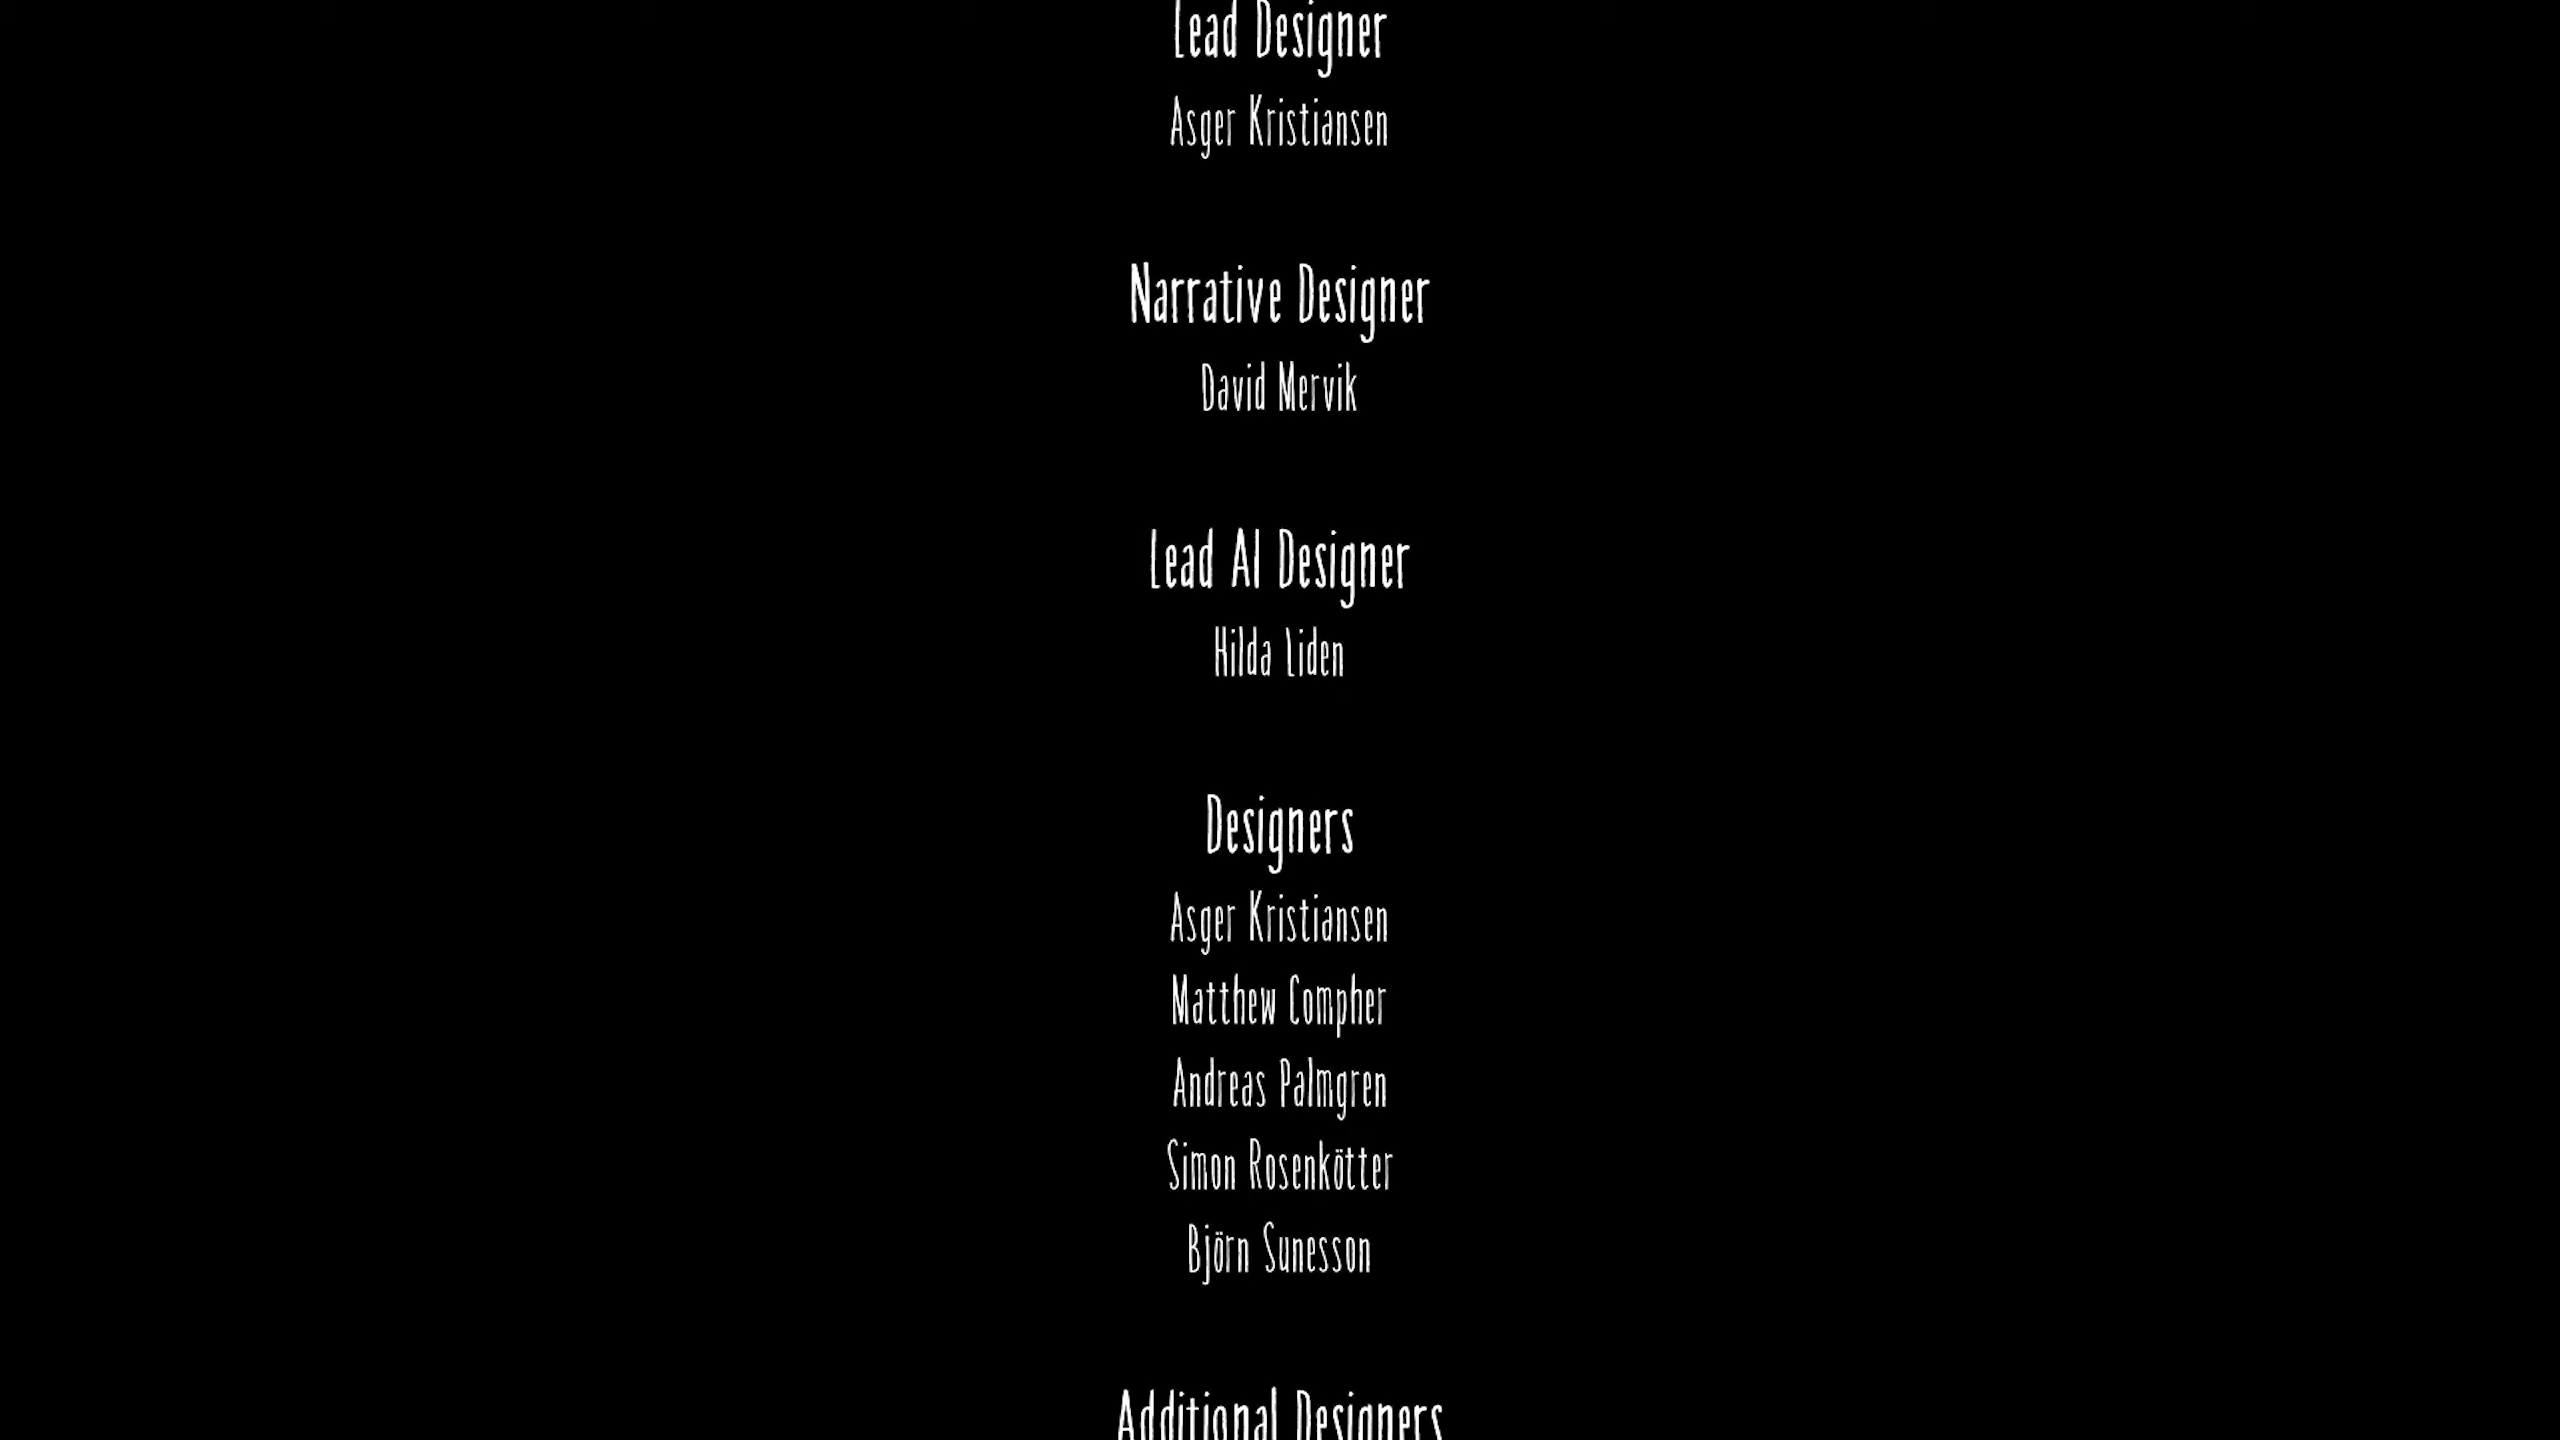 Lead Designer
Asger Kristiansen
Narrative Designer
David Mervik
Lead AI Designer
Hilda Liden
Designers
Asger Kristiansen
Matthew Compher
Andreas Palmgren
Simon Rosenkötter
Björn Sunesson
Additional Designers